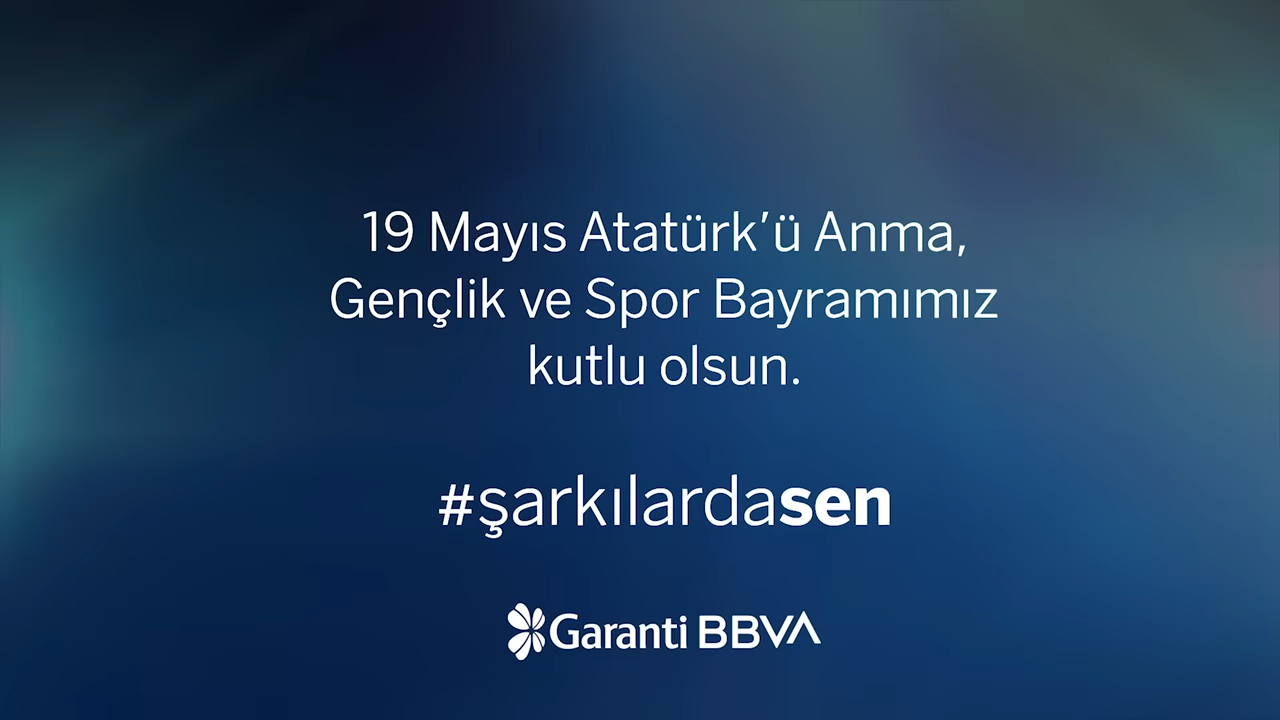 19 Mayıs Atatürk’ü Anma,
Gençlik ve Spor Bayramımız
kutlu olsun.
#şarkılardasen
Garanti BBVA